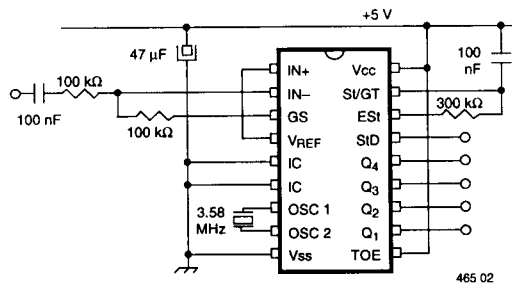 +5 V
47 µF
100 nF
100 kΩ
100 nF
100 kΩ
300 kΩ
3.58 MHz
IN+
IN–
GS
VREF
IC
IC
OSC 1
OSC 2
Vss
Vcc
St/GT
ESt
StD
Q4
Q3
Q2
Q1
TOE
465 02